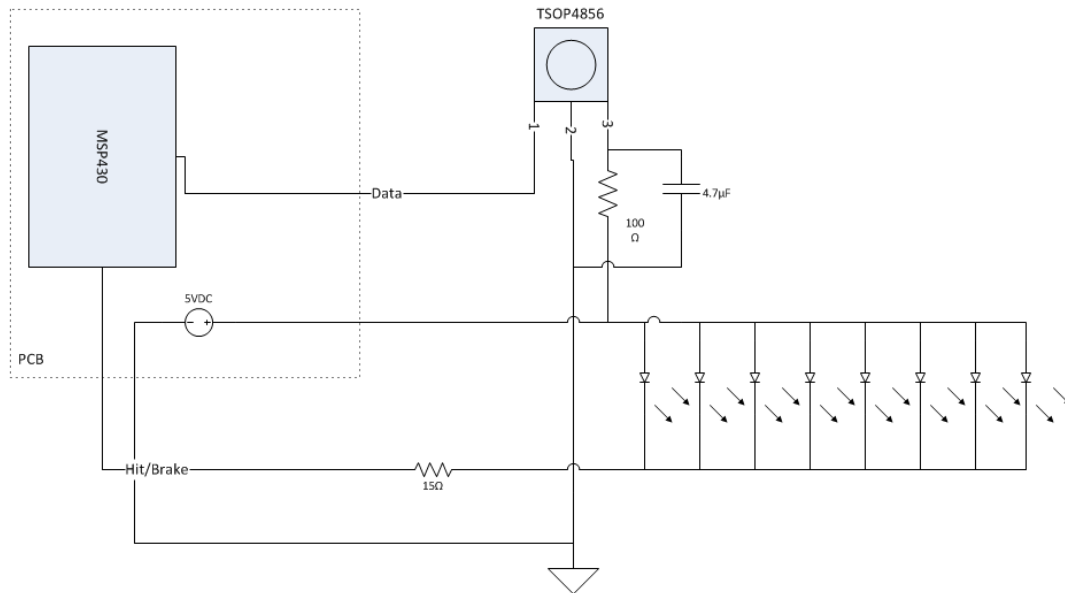 TSOP4856
MSP430
1
2
3
Data
4.7µF
100
Ω
5VDC
- +
PCB
Hit/Brake
15Ω